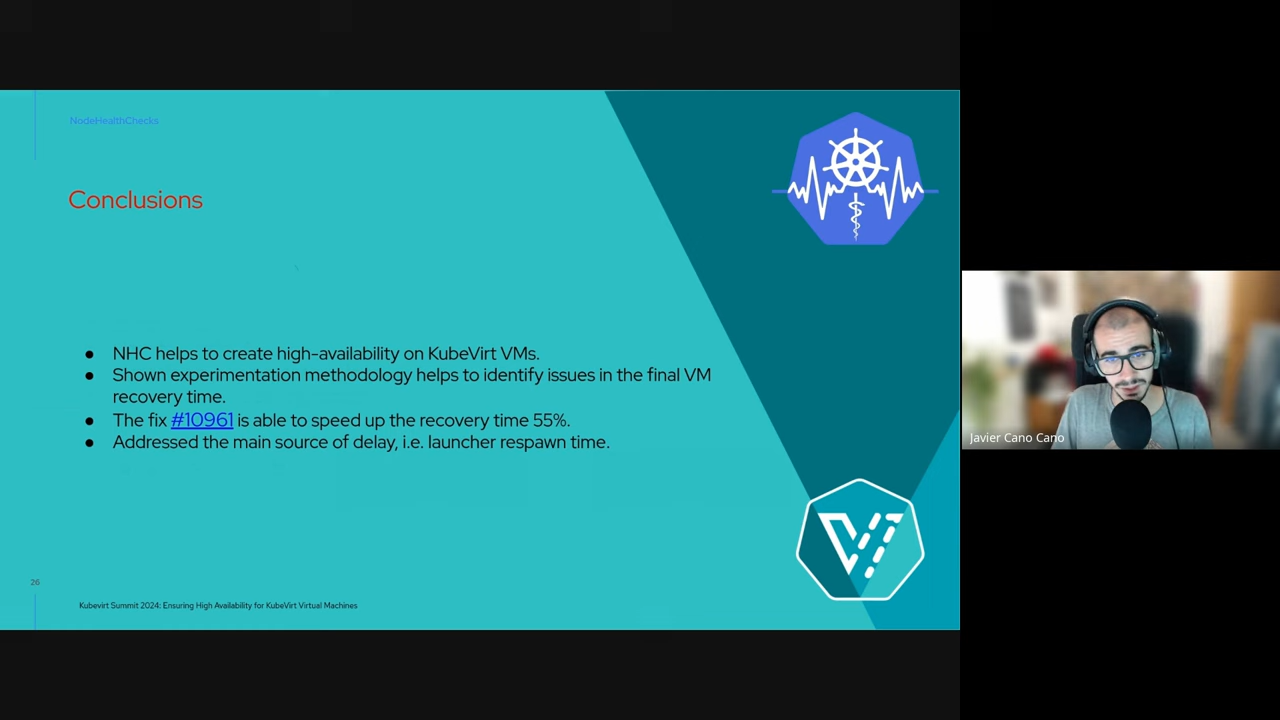 NodeHealthChecks
Conclusions
● NHC helps to create high-availability on KubeVirt VMs.
● Shown experimentation methodology helps to identify issues in the final VM
recovery time.
● The fix #10961 is able to speed up the recovery time 55%.
● Addressed the main source of delay, i.e. launcher respawn time.
26
Kubevirt Summit 2024: Ensuring High Availability for KubeVirt Virtual Machines
Javier Cano Cano